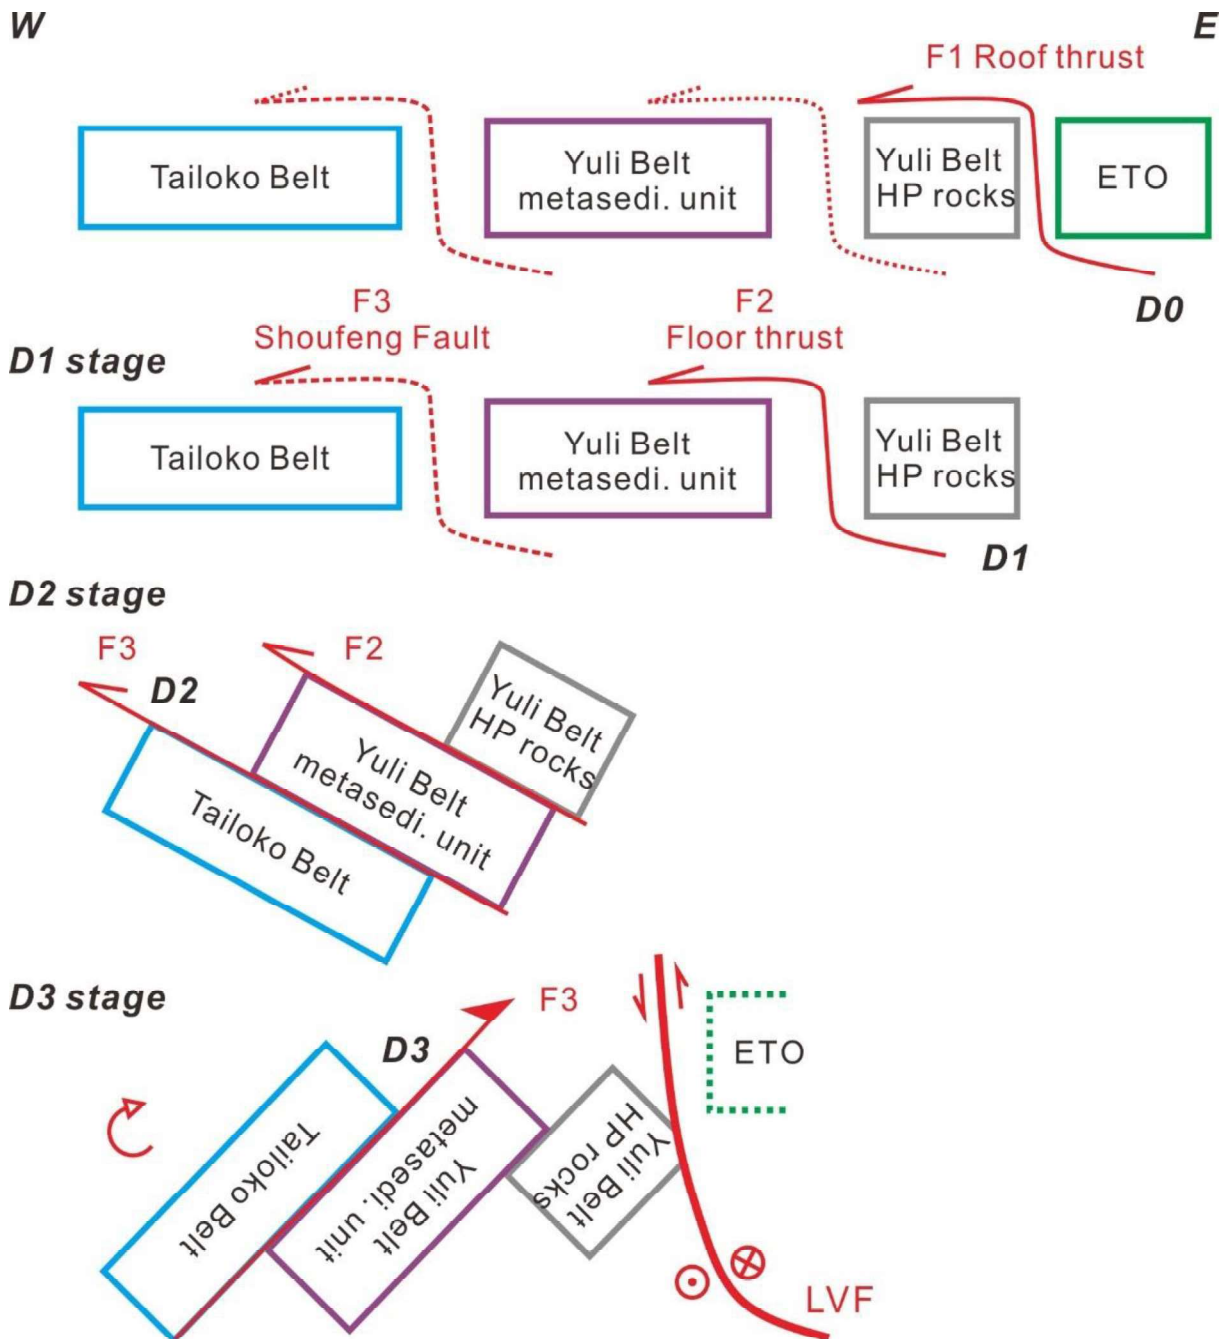 W
E
F1 Roof thrust
Tailoko Belt
Yuli Belt
metasedi. unit
Yuli Belt
HP rocks
ETO
D0
F3
Shoufeng Fault
F2
Floor thrust
D1 stage
Tailoko Belt
Yuli Belt
metasedi. unit
Yuli Belt
HP rocks
D1
D2 stage
F3
D2
F2
Yuli Belt
HP rocks
Yuli Belt
metasedi. unit
Tailoko Belt
D3 stage
F3
D3
ETO
Tailoko Belt
Yuli Belt
metasedi. unit
Yuli Belt
HP rocks
LVF